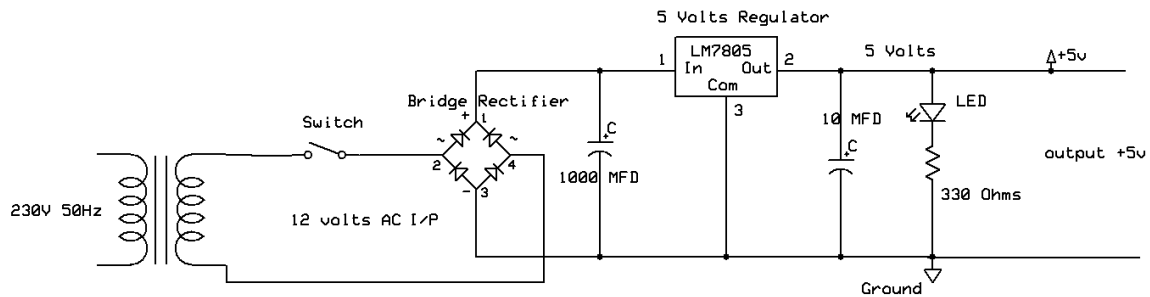 5 Volts Regulator
LM7805
1 In Out 2
Com
3
5 Volts
+5v
Bridge Rectifier
+ 1
~ ~
2 4
- 3
Switch
+C
1000 MFD
10 MFD
+C
LED
330 Ohms
output +5v
230V 50Hz
12 volts AC I/P
Ground